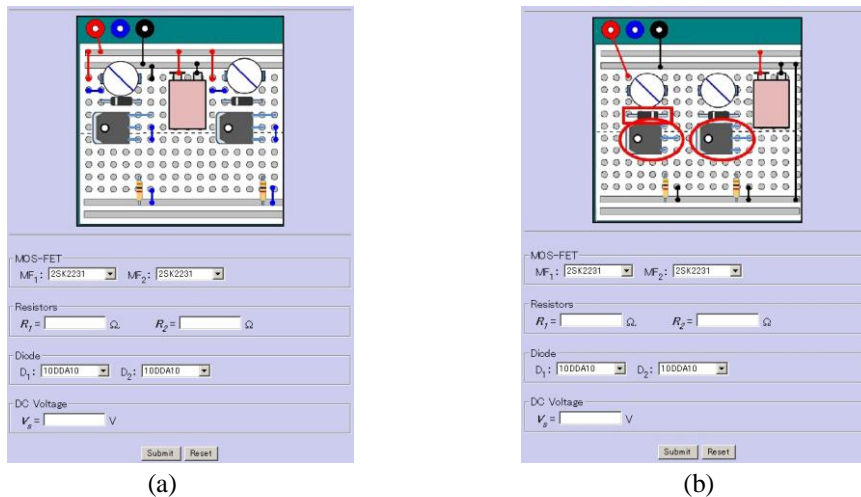 MOS-FET
MF1: 2SK2231 MF2: 2SK2231
Resistors
R1 = Ω. R2 = Ω
Diode
D1: 10DDA10 D2: 10DDA10
DC Voltage
Vs = V
Submit Reset
(a)
MOS-FET
MF1: 2SK2231 MF2: 2SK2231
Resistors
R1 = Ω. R2 = Ω
Diode
D1: 10DDA10 D2: 10DDA10
DC Voltage
Vs = V
Submit Reset
(b)